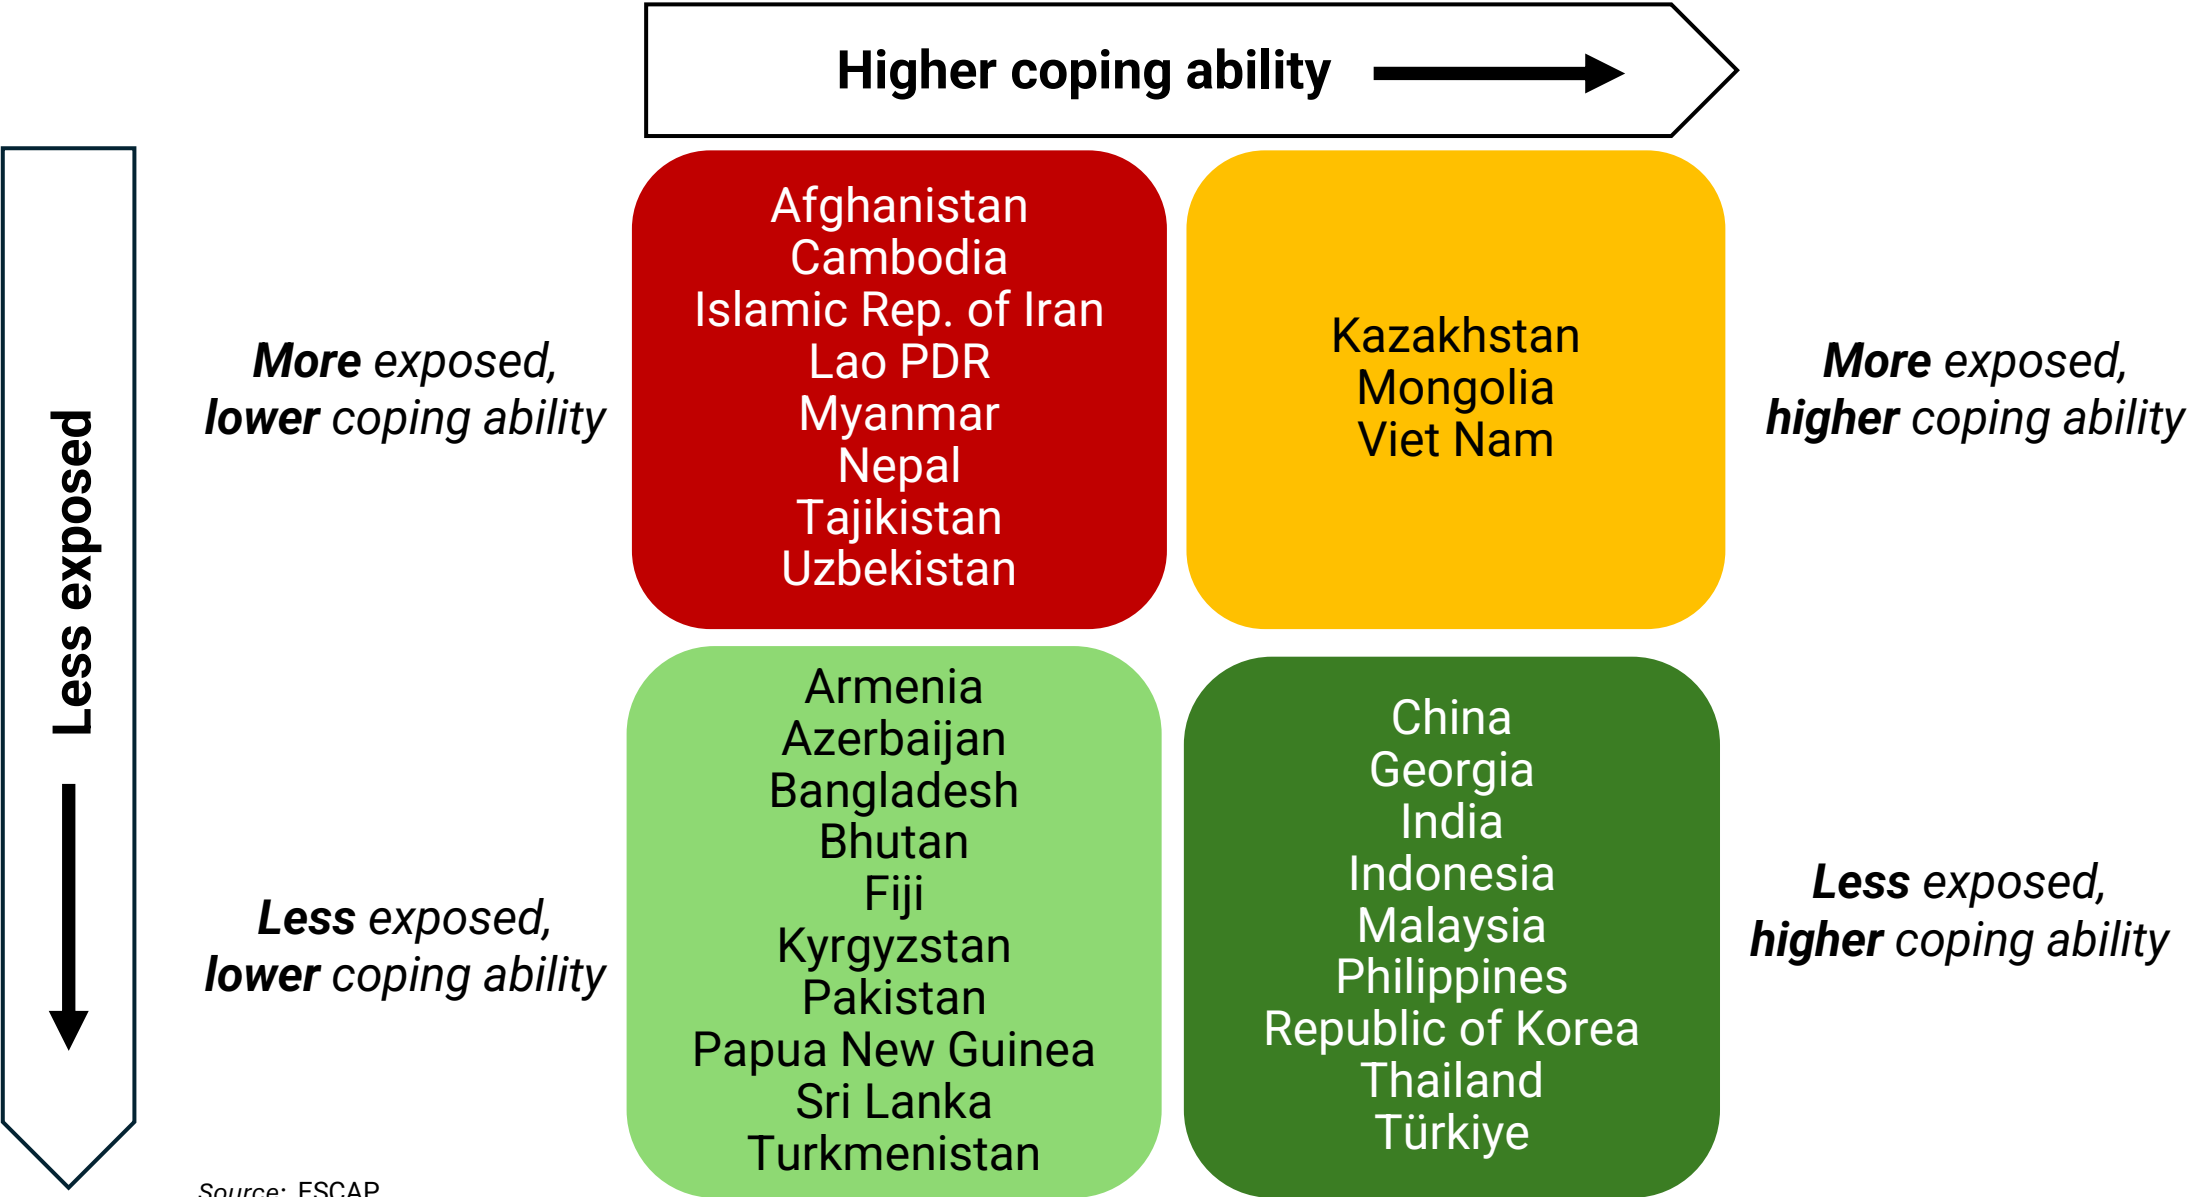 Higher coping ability
Less exposed
More exposed,
lower coping ability
Afghanistan
Cambodia
Islamic Rep. of Iran
Lao PDR
Myanmar
Nepal
Tajikistan
Uzbekistan
Kazakhstan
Mongolia
Viet Nam
More exposed,
higher coping ability
Less exposed,
lower coping ability
Armenia
Azerbaijan
Bangladesh
Bhutan
Fiji
Kyrgyzstan
Pakistan
Papua New Guinea
Sri Lanka
Turkmenistan
China
Georgia
India
Indonesia
Malaysia
Philippines
Republic of Korea
Thailand
Türkiye
Less exposed,
higher coping ability
Source: ESCAP